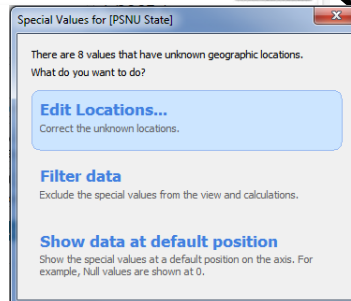 Special Values for [PSNU State]
There are 8 values that have unknown geographic locations.
What do you want to do?
Edit Locations...
Correct the unknown locations.
Filter data
Exclude the special values from the view and calculations.
Show data at default position
Show the special values at a default position on the axis. For
example, Null values are shown at 0.